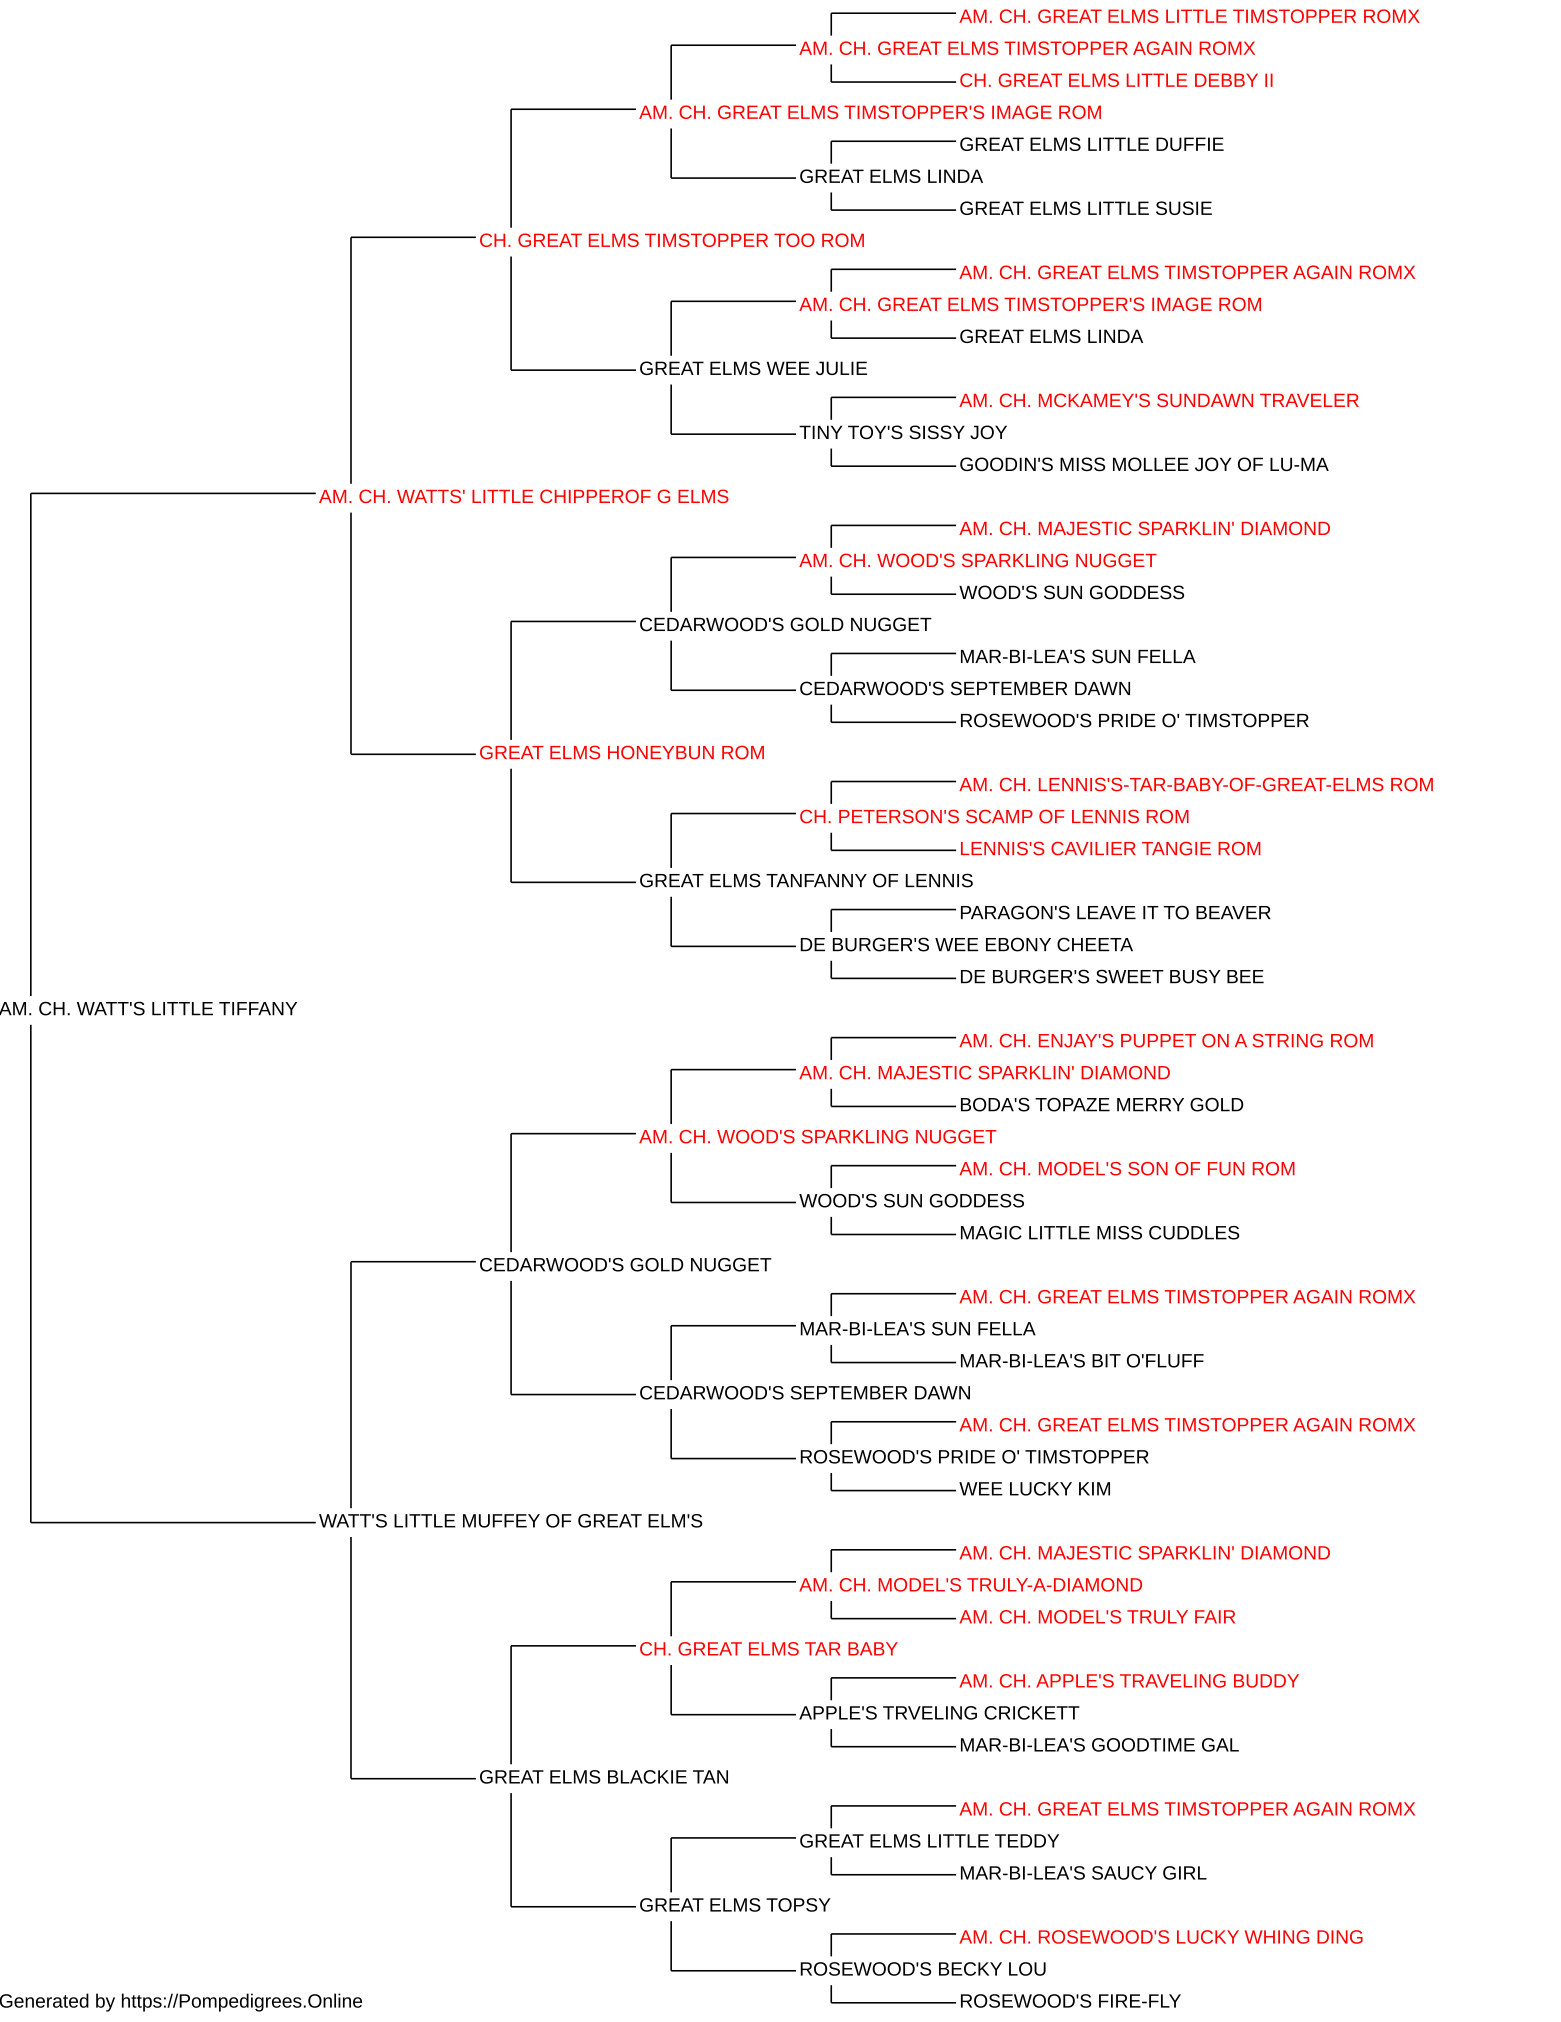 AM. CH. GREAT ELMS LITTLE TIMSTOPPER ROMX
AM. CH. GREAT ELMS TIMSTOPPER AGAIN ROMX
CH. GREAT ELMS LITTLE DEBBY II
AM. CH. GREAT ELMS TIMSTOPPER'S IMAGE ROM
GREAT ELMS LITTLE DUFFIE
GREAT ELMS LINDA
GREAT ELMS LITTLE SUSIE
CH. GREAT ELMS TIMSTOPPER TOO ROM
AM. CH. GREAT ELMS TIMSTOPPER AGAIN ROMX
AM. CH. GREAT ELMS TIMSTOPPER'S IMAGE ROM
GREAT ELMS LINDA
GREAT ELMS WEE JULIE
AM. CH. MCKAMEY'S SUNDAWN TRAVELER
TINY TOY'S SISSY JOY
GOODIN'S MISS MOLLEE JOY OF LU-MA
AM. CH. WATTS' LITTLE CHIPPEROF G ELMS
AM. CH. MAJESTIC SPARKLIN' DIAMOND
AM. CH. WOOD'S SPARKLING NUGGET
WOOD'S SUN GODDESS
CEDARWOOD'S GOLD NUGGET
MAR-BI-LEA'S SUN FELLA
CEDARWOOD'S SEPTEMBER DAWN
ROSEWOOD'S PRIDE O' TIMSTOPPER
GREAT ELMS HONEYBUN ROM
AM. CH. LENNIS'S-TAR-BABY-OF-GREAT-ELMS ROM
CH. PETERSON'S SCAMP OF LENNIS ROM
LENNIS'S CAVILIER TANGIE ROM
GREAT ELMS TANFANNY OF LENNIS
PARAGON'S LEAVE IT TO BEAVER
DE BURGER'S WEE EBONY CHEETA
DE BURGER'S SWEET BUSY BEE
AM. CH. WATT'S LITTLE TIFFANY
AM. CH. ENJAY'S PUPPET ON A STRING ROM
AM. CH. MAJESTIC SPARKLIN' DIAMOND
BODA'S TOPAZE MERRY GOLD
AM. CH. WOOD'S SPARKLING NUGGET
AM. CH. MODEL'S SON OF FUN ROM
WOOD'S SUN GODDESS
MAGIC LITTLE MISS CUDDLES
CEDARWOOD'S GOLD NUGGET
AM. CH. GREAT ELMS TIMSTOPPER AGAIN ROMX
MAR-BI-LEA'S SUN FELLA
MAR-BI-LEA'S BIT O'FLUFF
CEDARWOOD'S SEPTEMBER DAWN
AM. CH. GREAT ELMS TIMSTOPPER AGAIN ROMX
ROSEWOOD'S PRIDE O' TIMSTOPPER
WEE LUCKY KIM
WATT'S LITTLE MUFFEY OF GREAT ELM'S
AM. CH. MAJESTIC SPARKLIN' DIAMOND
AM. CH. MODEL'S TRULY-A-DIAMOND
AM. CH. MODEL'S TRULY FAIR
CH. GREAT ELMS TAR BABY
AM. CH. APPLE'S TRAVELING BUDDY
APPLE'S TRVELING CRICKETT
MAR-BI-LEA'S GOODTIME GAL
GREAT ELMS BLACKIE TAN
AM. CH. GREAT ELMS TIMSTOPPER AGAIN ROMX
GREAT ELMS LITTLE TEDDY
MAR-BI-LEA'S SAUCY GIRL
GREAT ELMS TOPSY
AM. CH. ROSEWOOD'S LUCKY WHING DING
ROSEWOOD'S BECKY LOU
ROSEWOOD'S FIRE-FLY
Generated by https://Pompedigrees.Online